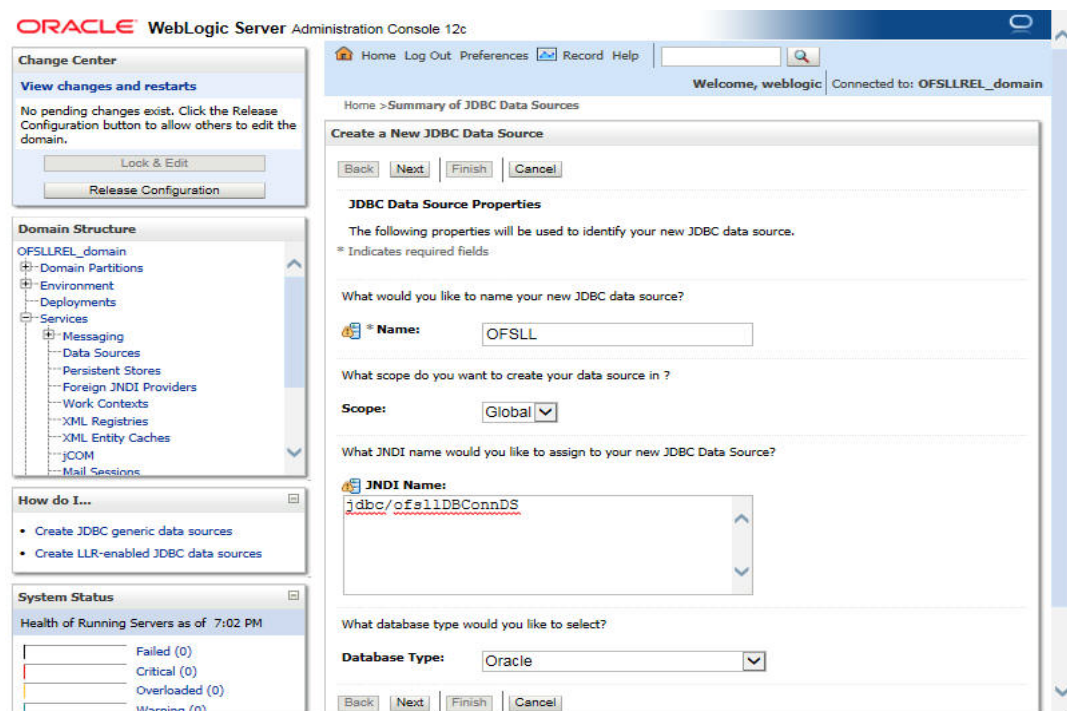 ORACLE WebLogic Server Administration Console 12c
Change Center
View changes and restarts
No pending changes exist. Click the Release
Configuration button to allow others to edit the
domain.
Lock & Edit
Release Configuration
Domain Structure
OFSLLREL_domain
Domain Partitions
Environment
Deployments
Services
Messaging
Data Sources
Persistent Stores
Foreign JNDI Providers
Work Contexts
XML Registries
XML Entity Caches
jCOM
Mail Sessions
How do I...
Create JDBC generic data sources
Create LLR-enabled JDBC data sources
System Status
Health of Running Servers as of 7:02 PM
Failed (0)
Critical (0)
Overloaded (0)
Warning (0)
Home Log Out Preferences Record Help
Welcome, weblogic Connected to: OFSLLREL_domain
Home >Summary of JDBC Data Sources
Create a New JDBC Data Source
Back Next Finish Cancel
JDBC Data Source Properties
The following properties will be used to identify your new JDBC data source.
* Indicates required fields
What would you like to name your new JDBC data source?
* Name: OFSLL
What scope do you want to create your data source in ?
Scope: Global
What JNDI name would you like to assign to your new JDBC Data Source?
JNDI Name:
jdbc/ofsllDBConnDS
What database type would you like to select?
Database Type: Oracle
Back Next Finish Cancel